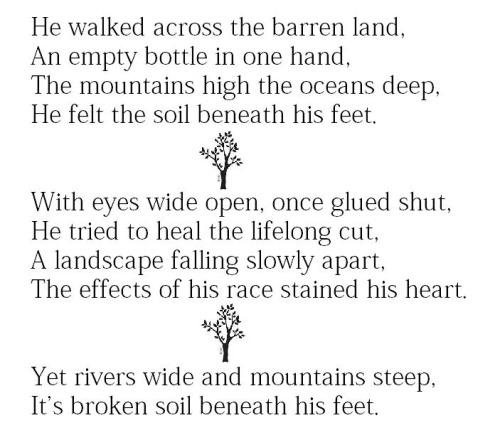 He walked across the barren land,
An empty bottle in one hand,
The mountains high the oceans deep,
He felt the soil beneath his feet.
With eyes wide open, once glued shut,
He tried to heal the lifelong cut,
A landscape falling slowly apart,
The effects of his race stained his heart.
Yet rivers wide and mountains steep,
It's broken soil beneath his feet.